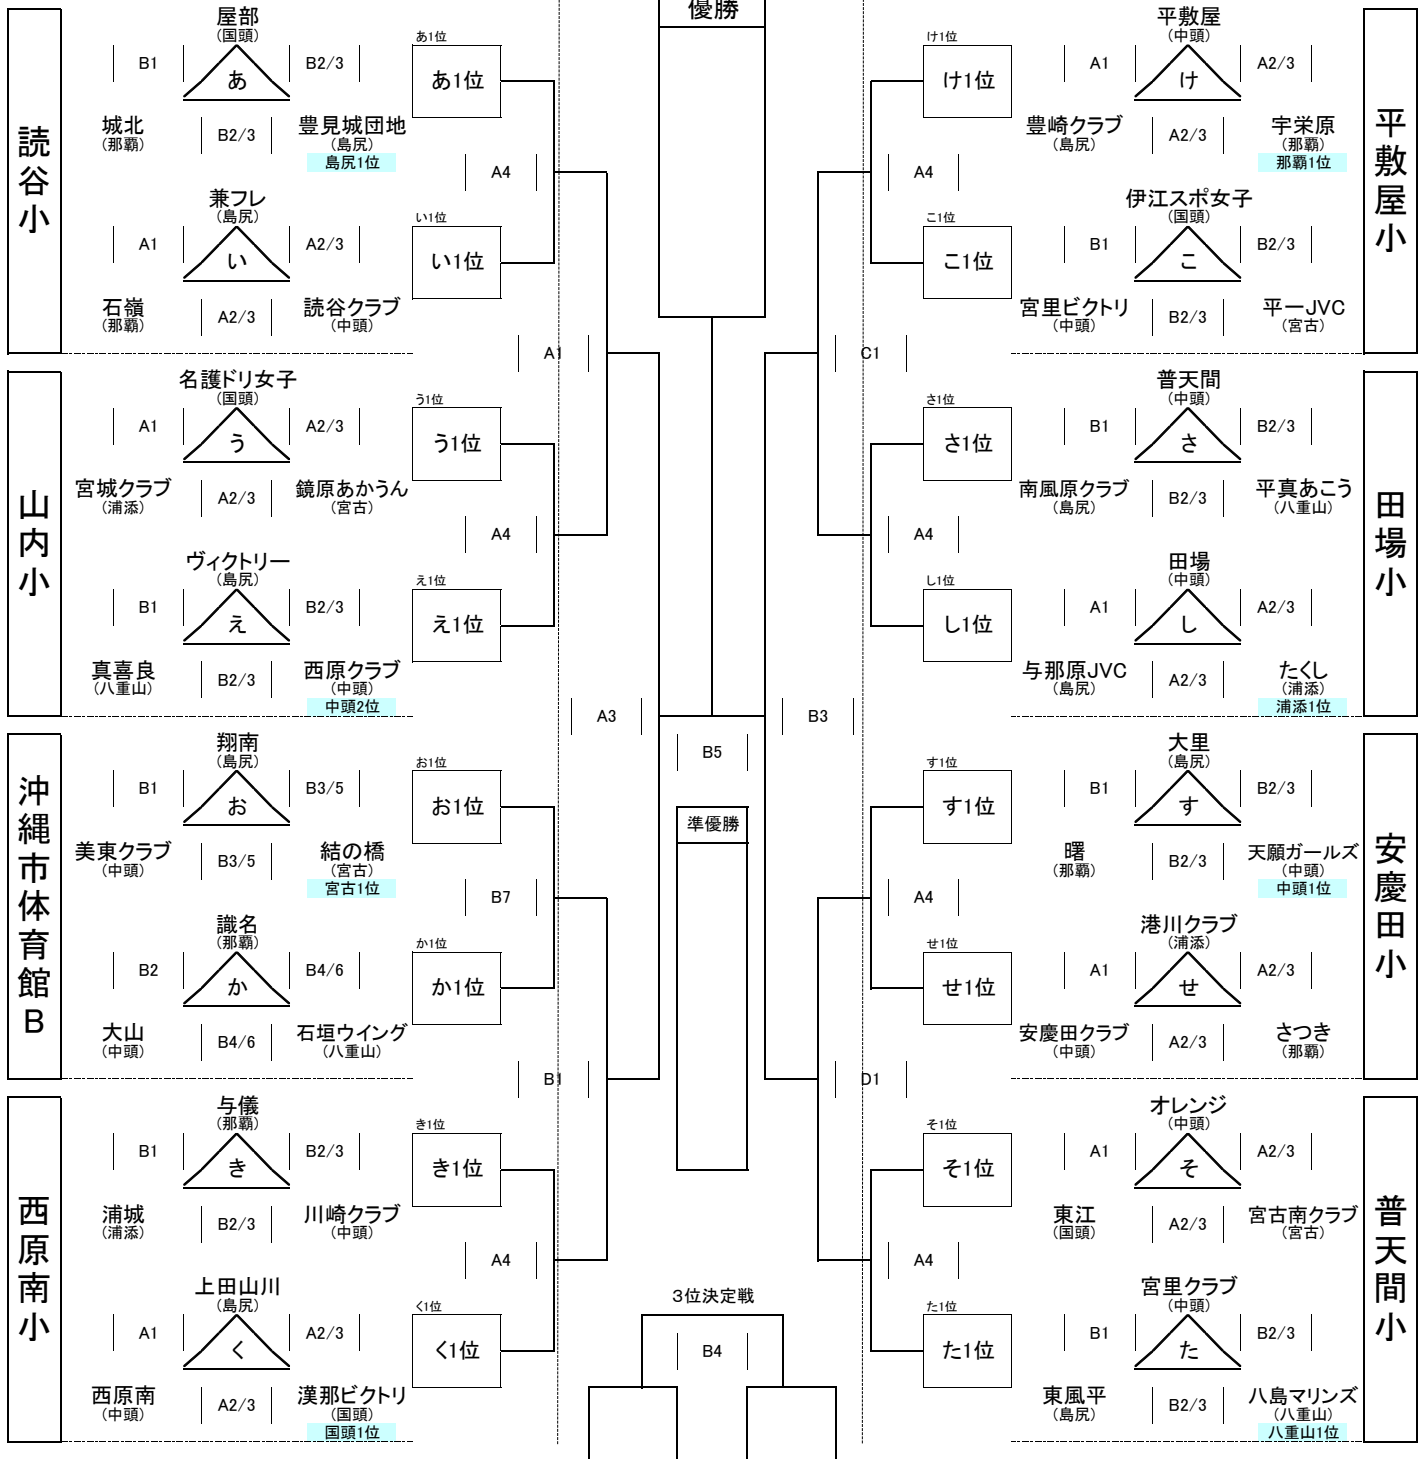 優勝
読谷小
屋部
(国頭)
B1
あ
B2/3
城北
(那覇)
B2/3
豊見城団地
(島尻)
島尻1位
あ1位
あ1位
A4
兼フレ
(島尻)
A1
い
A2/3
石嶺
(那覇)
A2/3
読谷クラブ
(中頭)
い1位
い1位
A1
山内小
名護ドリ女子
(国頭)
A1
う
A2/3
宮城クラブ
(浦添)
A2/3
鏡原あかうん
(宮古)
う1位
う1位
A4
ヴィクトリー
(島尻)
B1
え
B2/3
真喜良
(八重山)
B2/3
西原クラブ
(中頭)
中頭2位
え1位
え1位
A3
沖縄市体育館B
翔南
(島尻)
B1
お
B3/5
美東クラブ
(中頭)
B3/5
結の橋
(宮古)
宮古1位
お1位
お1位
B7
識名
(那覇)
B2
か
B4/6
大山
(中頭)
B4/6
石垣ウイング
(八重山)
か1位
か1位
B1
西原南小
与儀
(那覇)
B1
き
B2/3
浦城
(浦添)
B2/3
川崎クラブ
(中頭)
き1位
き1位
A4
上田山川
(島尻)
A1
く
A2/3
西原南
(中頭)
A2/3
漢那ビクトリ
(国頭)
国頭1位
く1位
く1位
B5
準優勝
3位決定戦
B4
平敷屋小
平敷屋
(中頭)
A1
け
A2/3
豊崎クラブ
(島尻)
A2/3
宇栄原
(那覇)
那覇1位
け1位
け1位
A4
伊江スポ女子
(国頭)
B1
こ
B2/3
宮里ビクトリ
(中頭)
B2/3
平一JVC
(宮古)
こ1位
こ1位
C1
田場小
普天間
(中頭)
B1
さ
B2/3
南風原クラブ
(島尻)
B2/3
平真あこう
(八重山)
さ1位
さ1位
A4
田場
(中頭)
A1
し
A2/3
与那原JVC
(島尻)
A2/3
たくし
(浦添)
浦添1位
し1位
し1位
B3
安慶田小
大里
(島尻)
B1
す
B2/3
曙
(那覇)
B2/3
天願ガールズ
(中頭)
中頭1位
す1位
す1位
A4
港川クラブ
(浦添)
A1
せ
A2/3
安慶田クラブ
(中頭)
A2/3
さつき
(那覇)
せ1位
せ1位
D1
普天間小
オレンジ
(中頭)
A1
そ
A2/3
東江
(国頭)
A2/3
宮古南クラブ
(宮古)
そ1位
そ1位
A4
宮里クラブ
(中頭)
B1
た
B2/3
東風平
(島尻)
B2/3
八島マリンズ
(八重山)
八重山1位
た1位
た1位